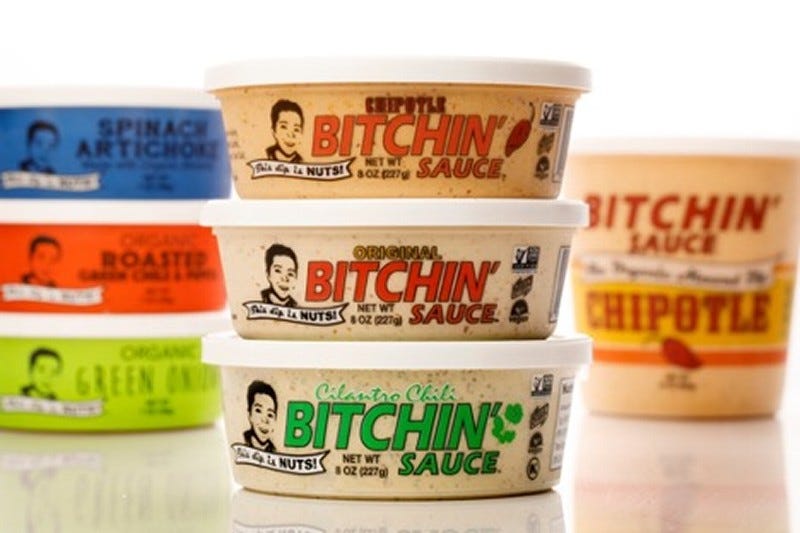 SPINACH
ARTICHOKE
ORGANIC
ROASTED
GREEN CHILI & PEPPER
ORGANIC
GREEN ONION
CHIPOTLE
BITCHIN'
SAUCE
This dip is NUTS!
NET WT
8 OZ (227g)
ORIGINAL
BITCHIN'
SAUCE
This dip is NUTS!
NET WT
8 OZ (227g)
Cilantro Chili
BITCHIN'
SAUCE
This dip is NUTS!
NET WT
8 OZ (227g)
BITCHIN'
SAUCE
CHIPOTLE